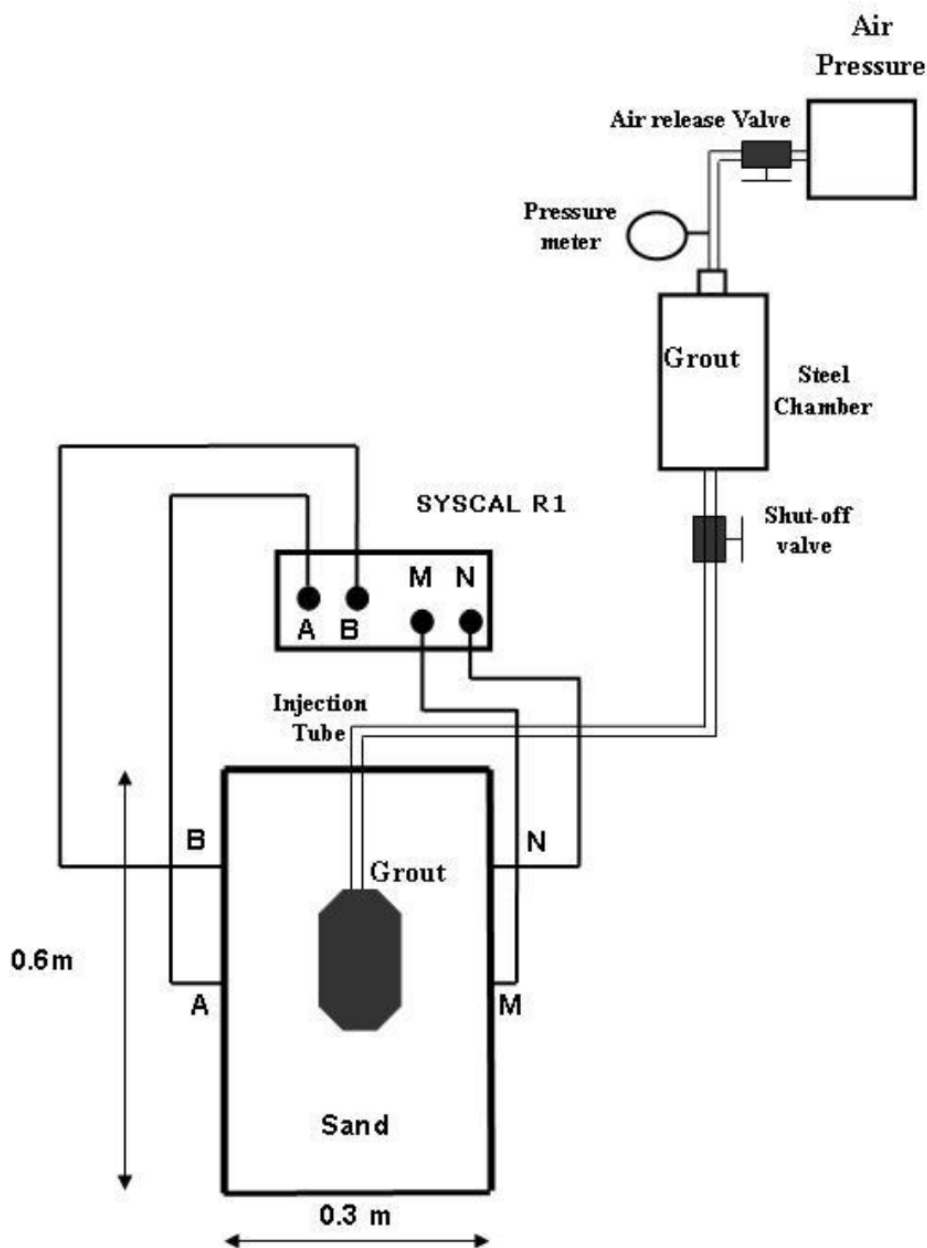 Air
Pressure
Air release Valve
Pressure
meter
Grout
Steel
Chamber
SYSCAL R1
Shut-off
valve
M N
A B
Injection
Tube
B
N
Grout
0.6m
A
M
Sand
0.3 m